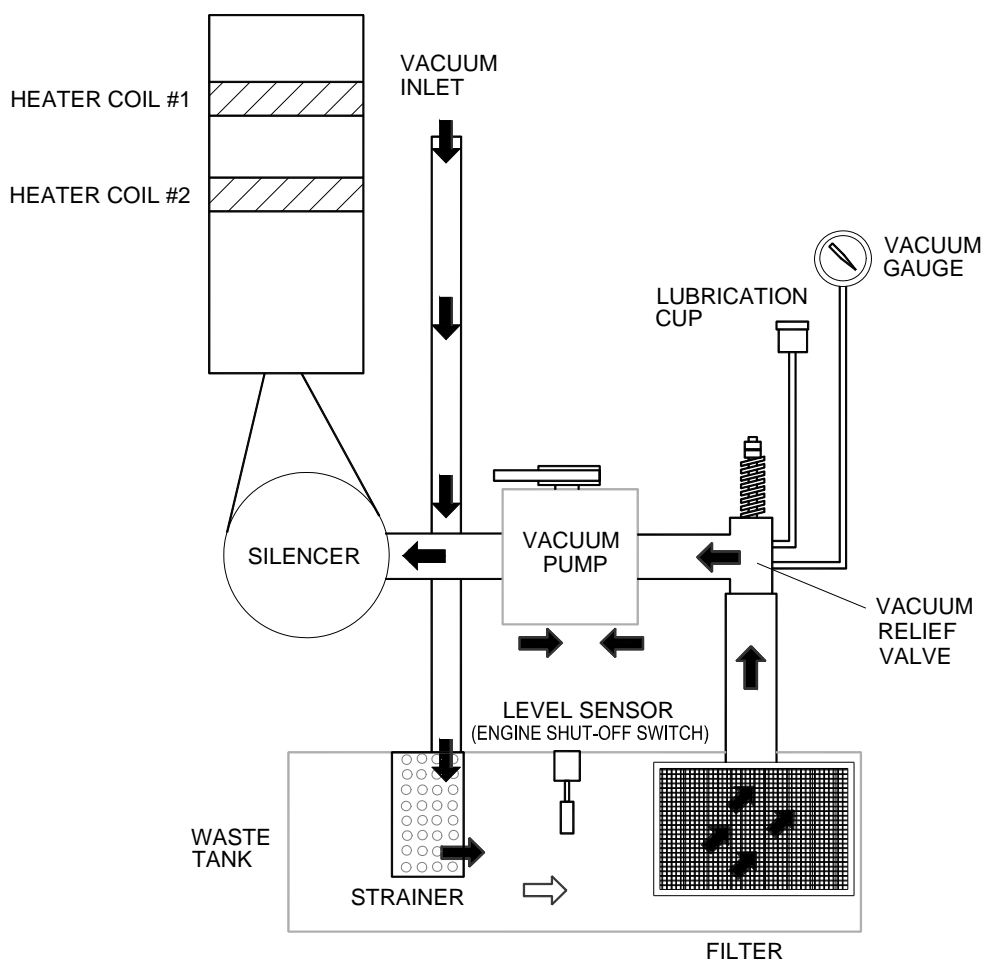 VACUUM
INLET
HEATER COIL #1
HEATER COIL #2
VACUUM
GAUGE
LUBRICATION
CUP
SILENCER
VACUUM
PUMP
VACUUM
RELIEF
VALVE
LEVEL SENSOR
(ENGINE SHUT-OFF SWITCH)
WASTE
TANK
STRAINER
FILTER